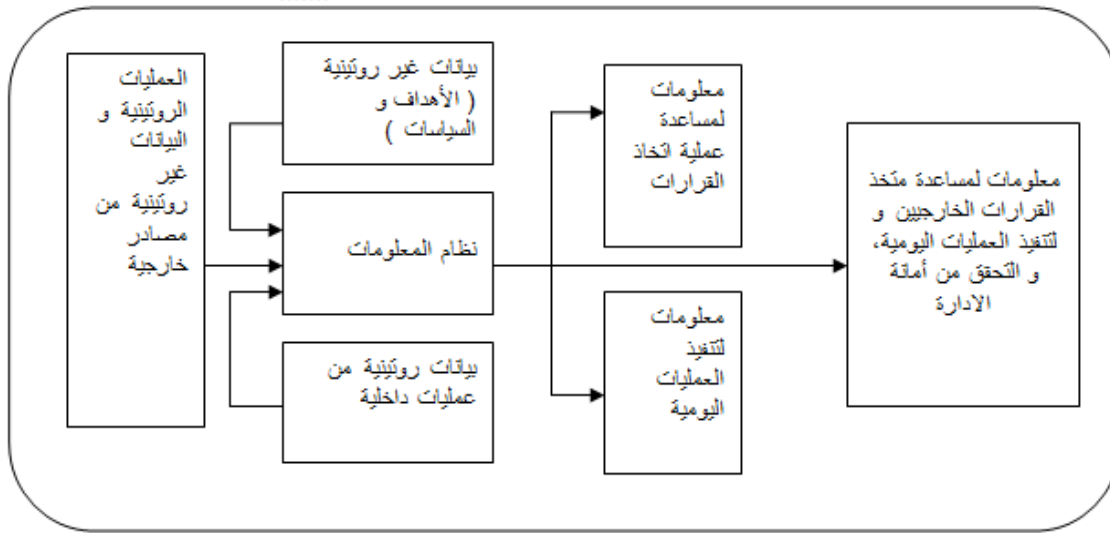 العمليات
الروتينية و
البيانات
غير
روتينية من
مصادر
خارجية
بيانات غير روتينية
( الأهداف و
السياسات )
نظام المعلومات
بيانات روتينية من
عمليات داخلية
معلومات
لمساعدة
عملية اتخاذ
القرارات
معلومات
لتنفيذ
العمليات
اليومية
معلومات لمساعدة متخذ
القرارات الخارجيين و
لتنفيذ العمليات اليومية،
و التحقق من أمانة
الادارة